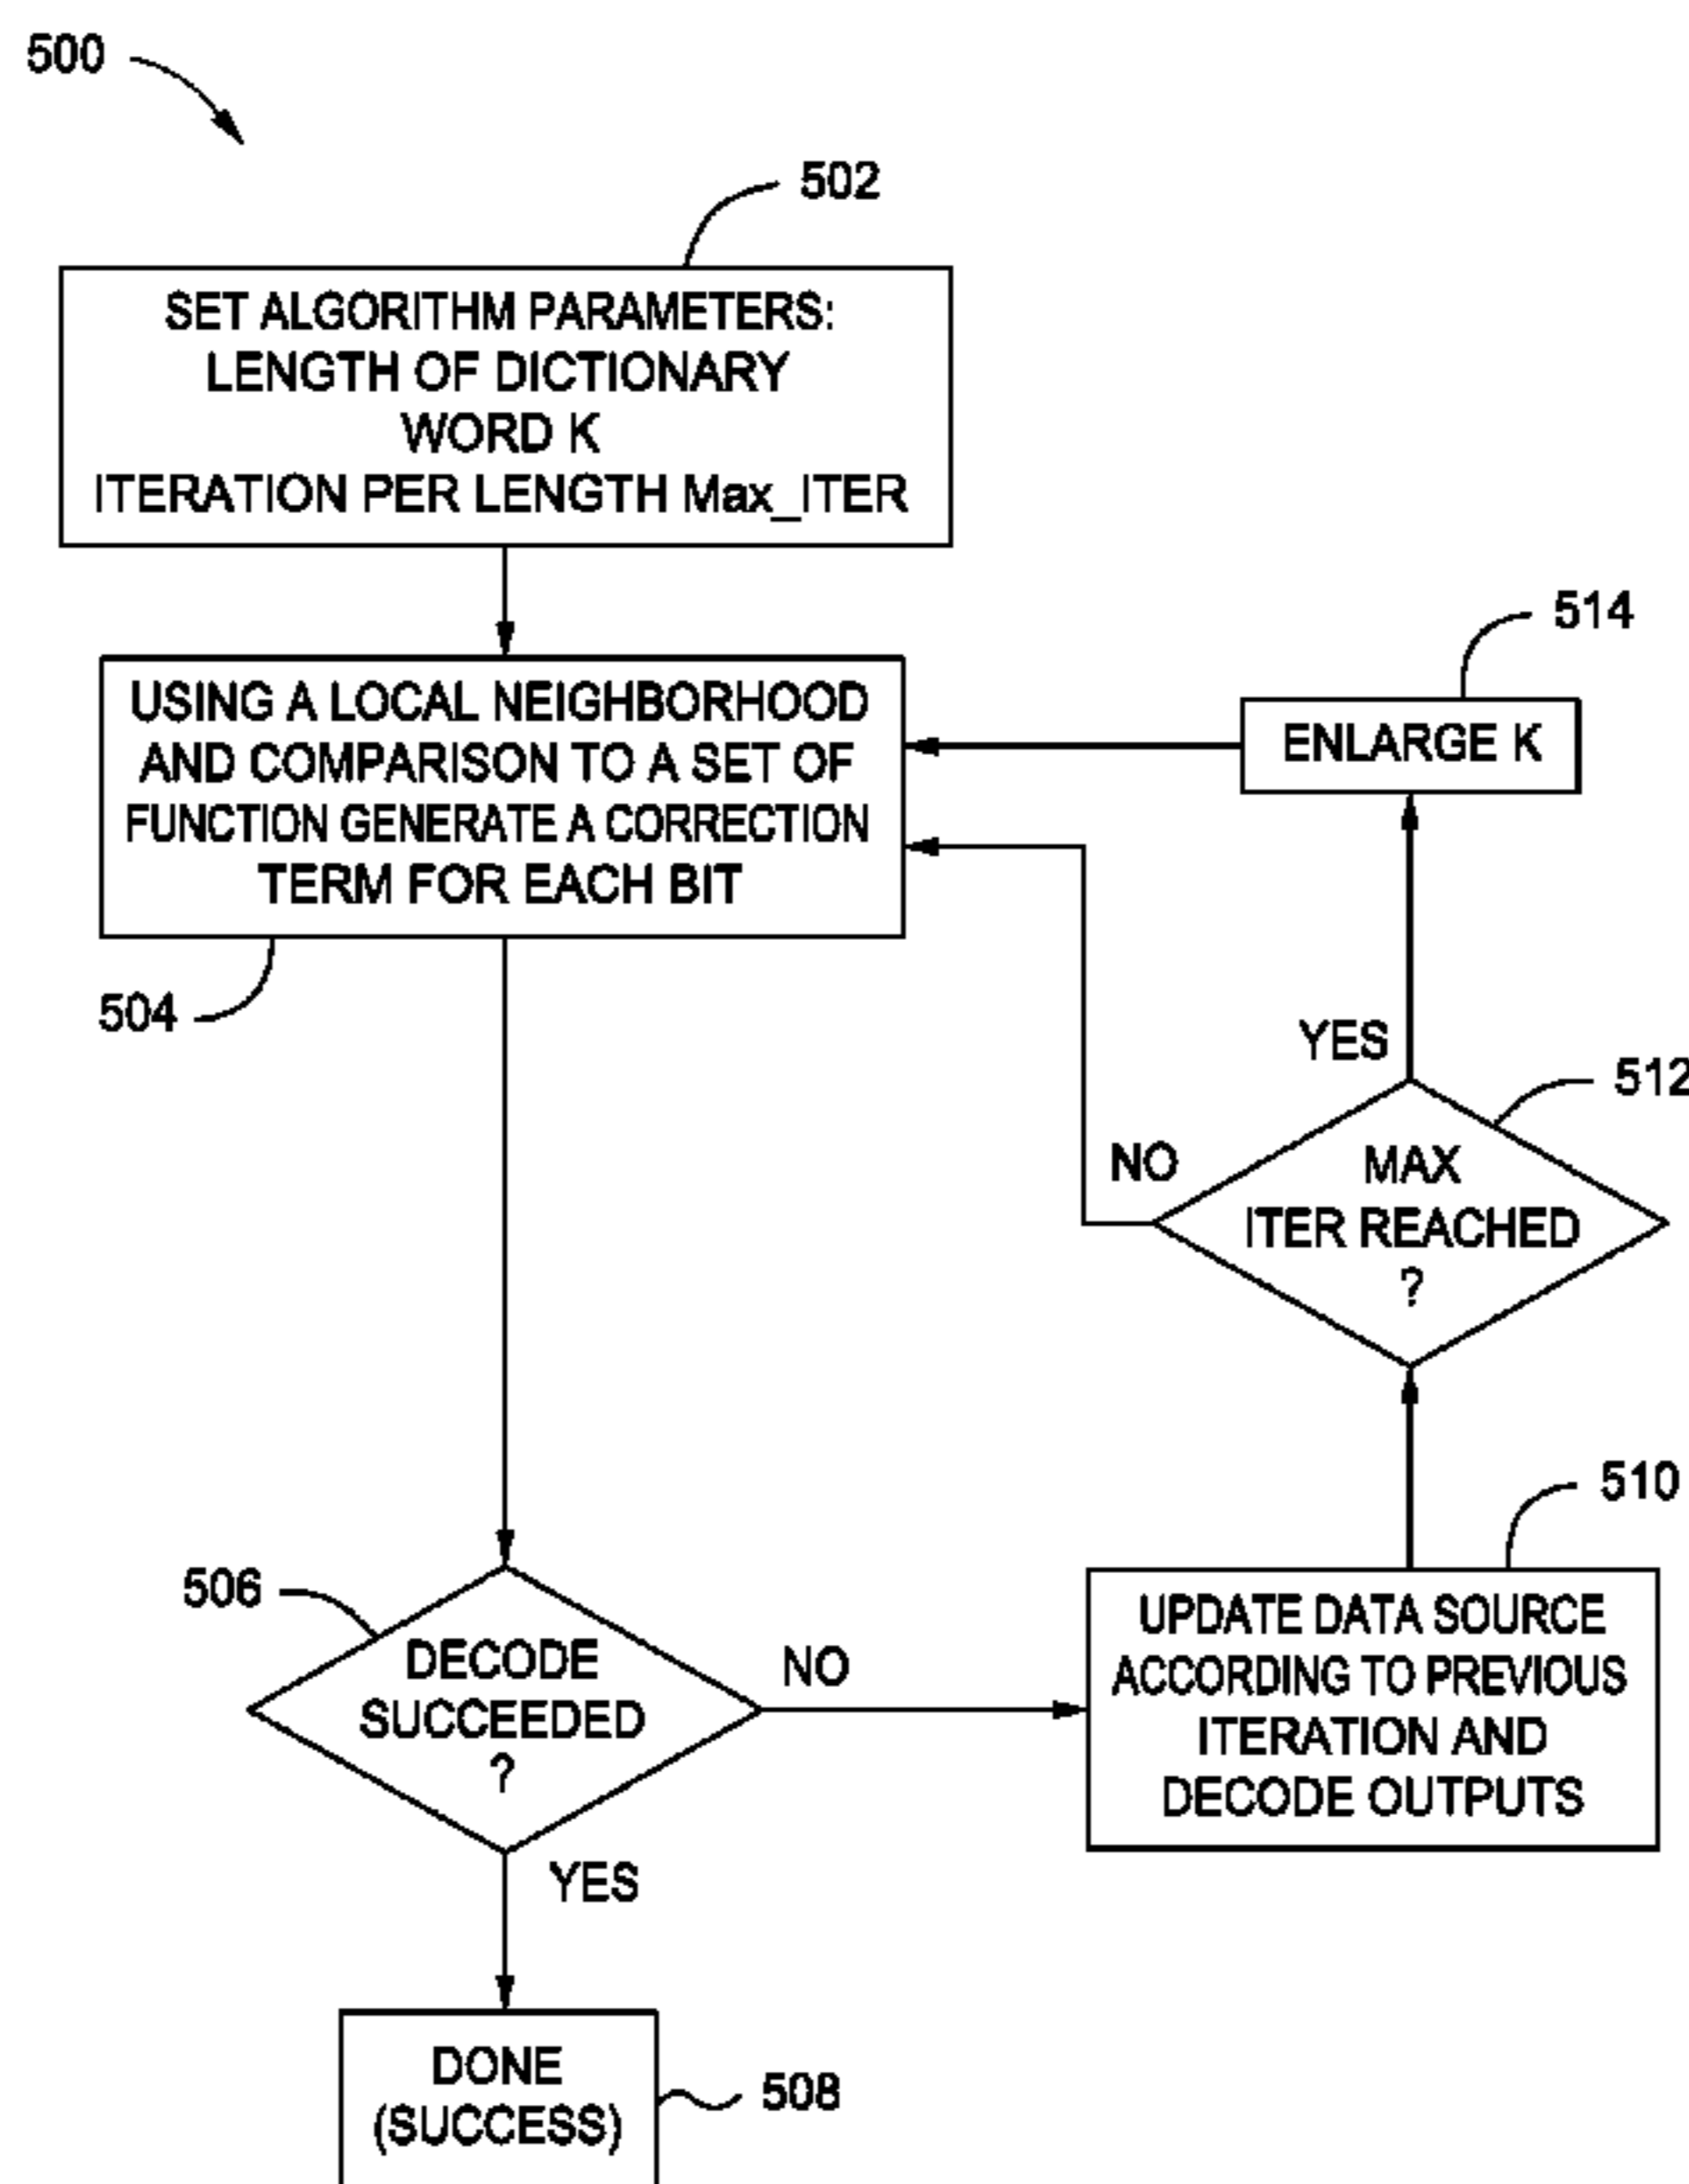 500
502
SET ALGORITHM PARAMETERS:
LENGTH OF DICTIONARY
WORD K
ITERATION PER LENGTH Max_ITER
514
USING A LOCAL NEIGHBORHOOD
AND COMPARISON TO A SET OF
FUNCTION GENERATE A CORRECTION
TERM FOR EACH BIT
ENLARGE K
504
YES
512
NO
MAX
ITER REACHED
?
510
506
DECODE
SUCCEEDED
?
NO
UPDATE DATA SOURCE
ACCORDING TO PREVIOUS
ITERATION AND
DECODE OUTPUTS
YES
DONE
(SUCCESS)
508